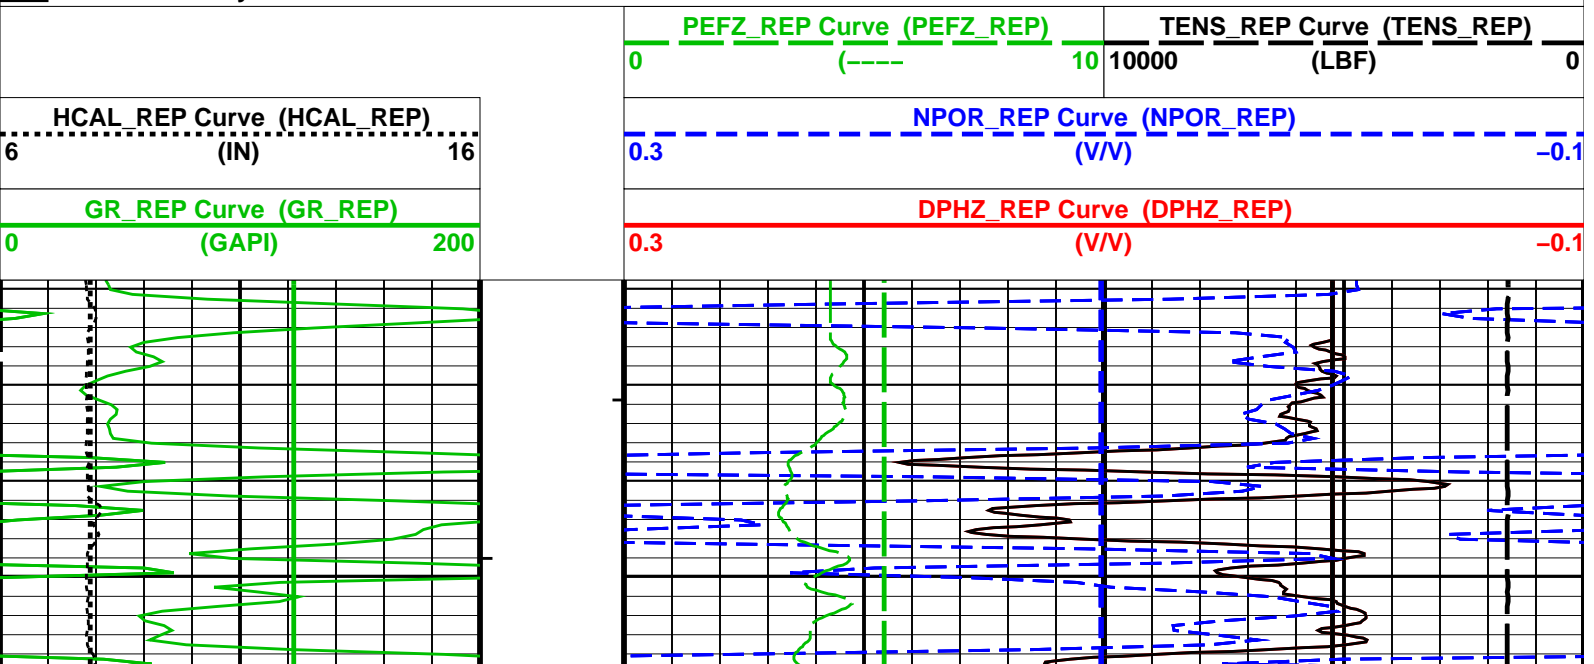 PEFZ_REP Curve (PEFZ_REP)
0 (---- 10
TENS_REP Curve (TENS_REP)
10000 (LBF) 0
HCAL_REP Curve (HCAL_REP)
6 (IN) 16
NPOR_REP Curve (NPOR_REP)
0.3 (V/V) −0.1
GR_REP Curve (GR_REP)
0 (GAPI) 200
DPHZ_REP Curve (DPHZ_REP)
0.3 (V/V) −0.1